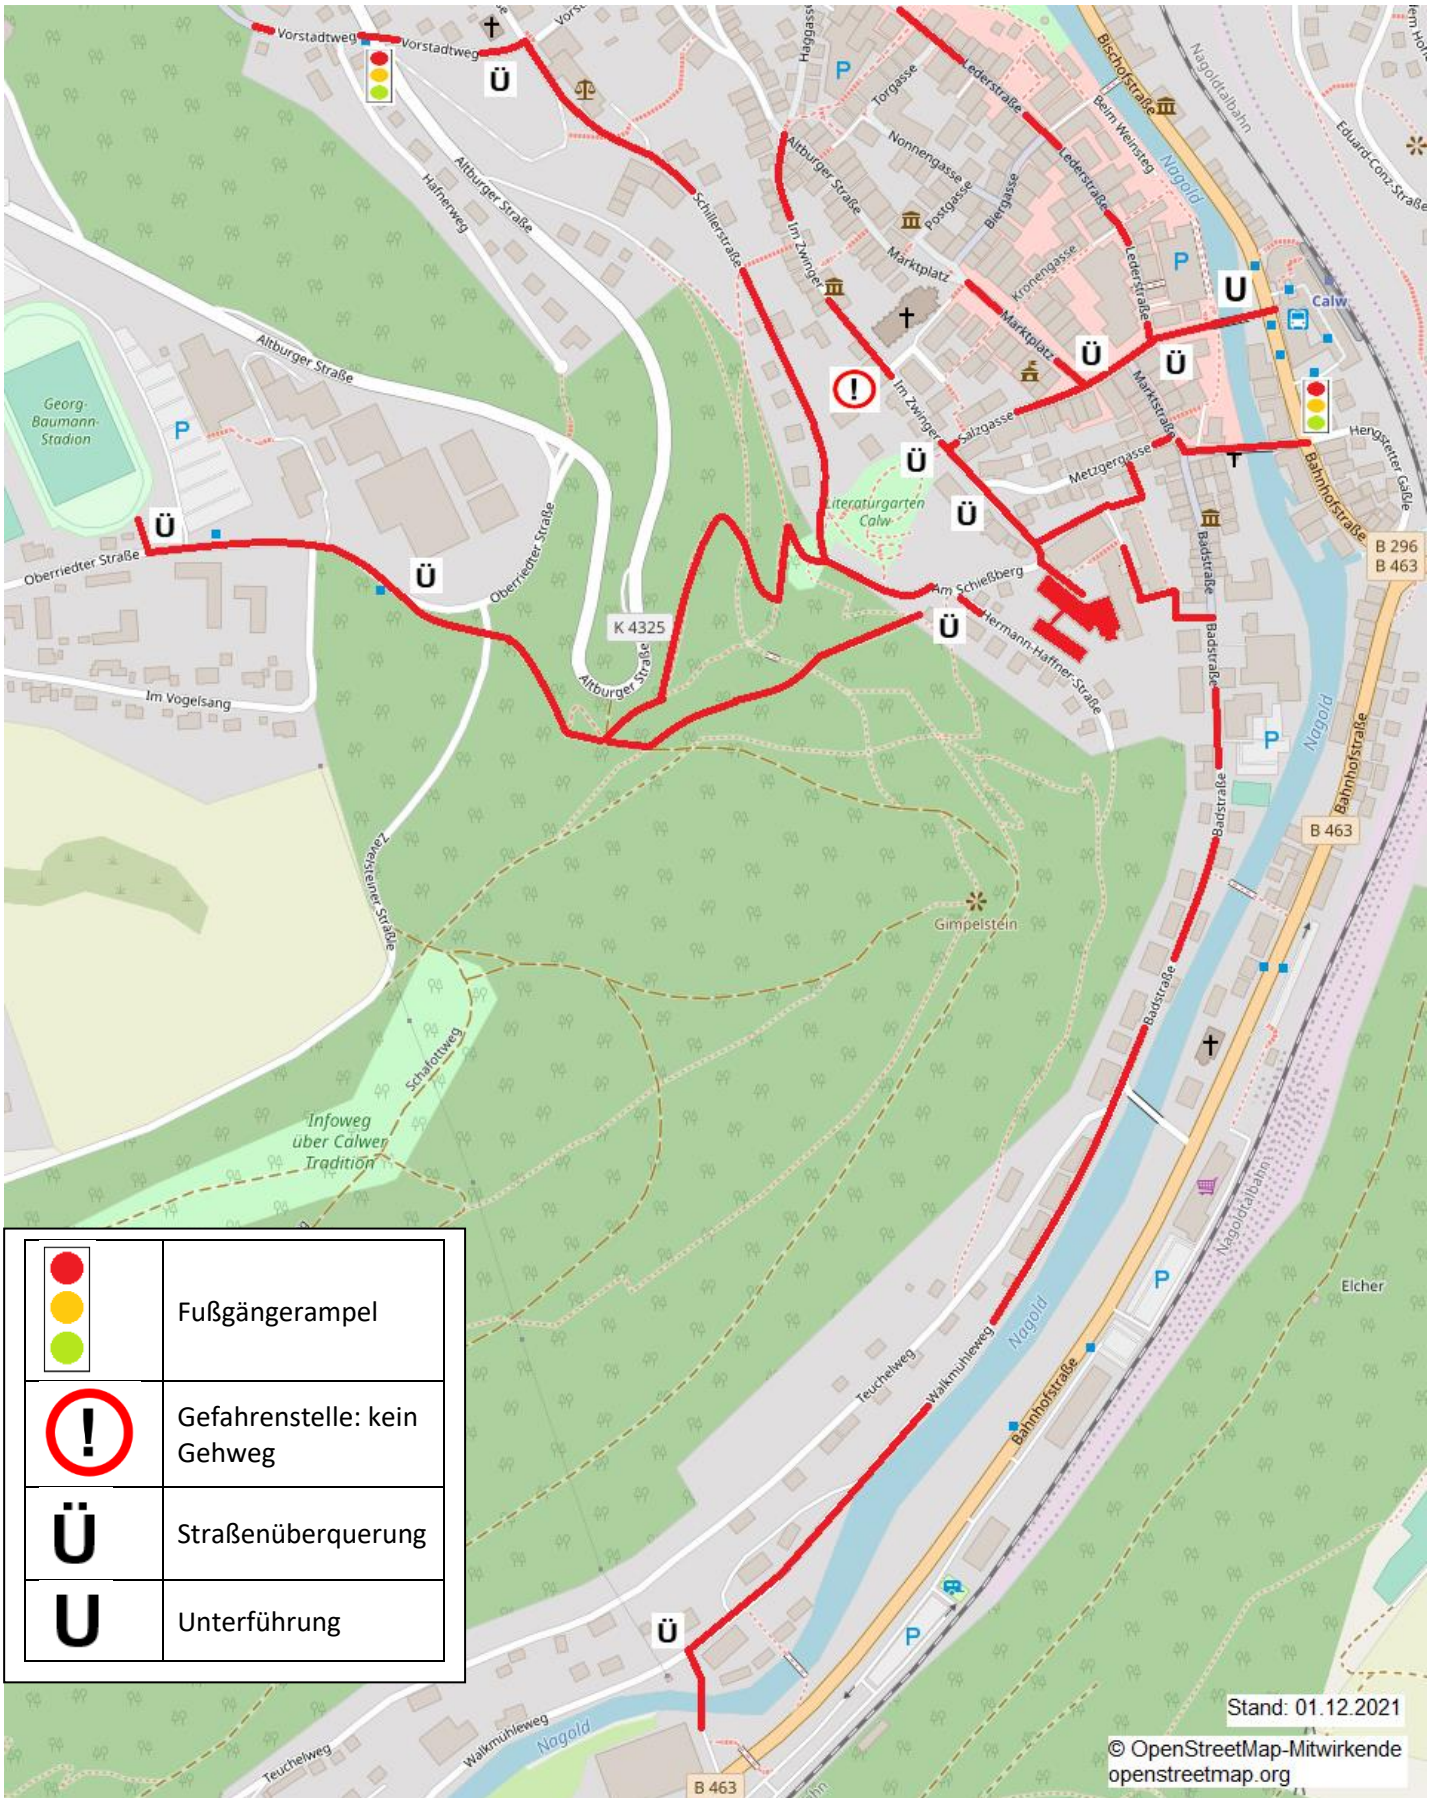 Vorstadtweg
Vorstadtweg
Ü
Haggasse
P
Torgasse
Lederstraße
Bischofstraße
Nagoldtalbahn
Beim Weinsteg
Nagold
Eduard-Conz-Straße
Altburger Straße
Nonnengasse
Lederstraße
Altburger Straße
Hafnerweg
Postgasse
Biergasse
Schillerstraße
Im Zwinger
Marktplatz
Kronengasse
Lederstraße
P
U
Calw
Marktplatz
Ü
Ü
Altburger Straße
!
Im Zwinger
Marktstraße
Georg-
Baumann-
Stadion
P
Salzgasse
Hengstetter Gäßle
Ü
Metzgergasse
Bahnhofstraße
Literaturgarten
Calw
Ü
Ü
Oberriedter Straße
Oberriedter Straße
Ü
Badstraße
B 296
B 463
Am Schießberg
K 4325
Ü
Hermann-Haffner-Straße
Badstraße
Altburger Straße
Im Vogelsang
Nagold
P
Bahnhofstraße
Badstraße
B 463
Zavelsteiner Sträßle
Gimpelstein
Badstraße
Schafottweg
Infoweg
über Calwer
Tradition
Nagoldtalbahn
P
Elcher
Nagold
Teuchelweg
Walkmühleweg
Bahnhofstraße
Fußgängerampel
!
Gefahrenstelle: kein
Gehweg
Ü
Straßenüberquerung
U
Unterführung
Ü
P
Stand: 01.12.2021
Teuchelweg
Walkmühleweg
Nagold
© OpenStreetMap-Mitwirkende
openstreetmap.org
B 463